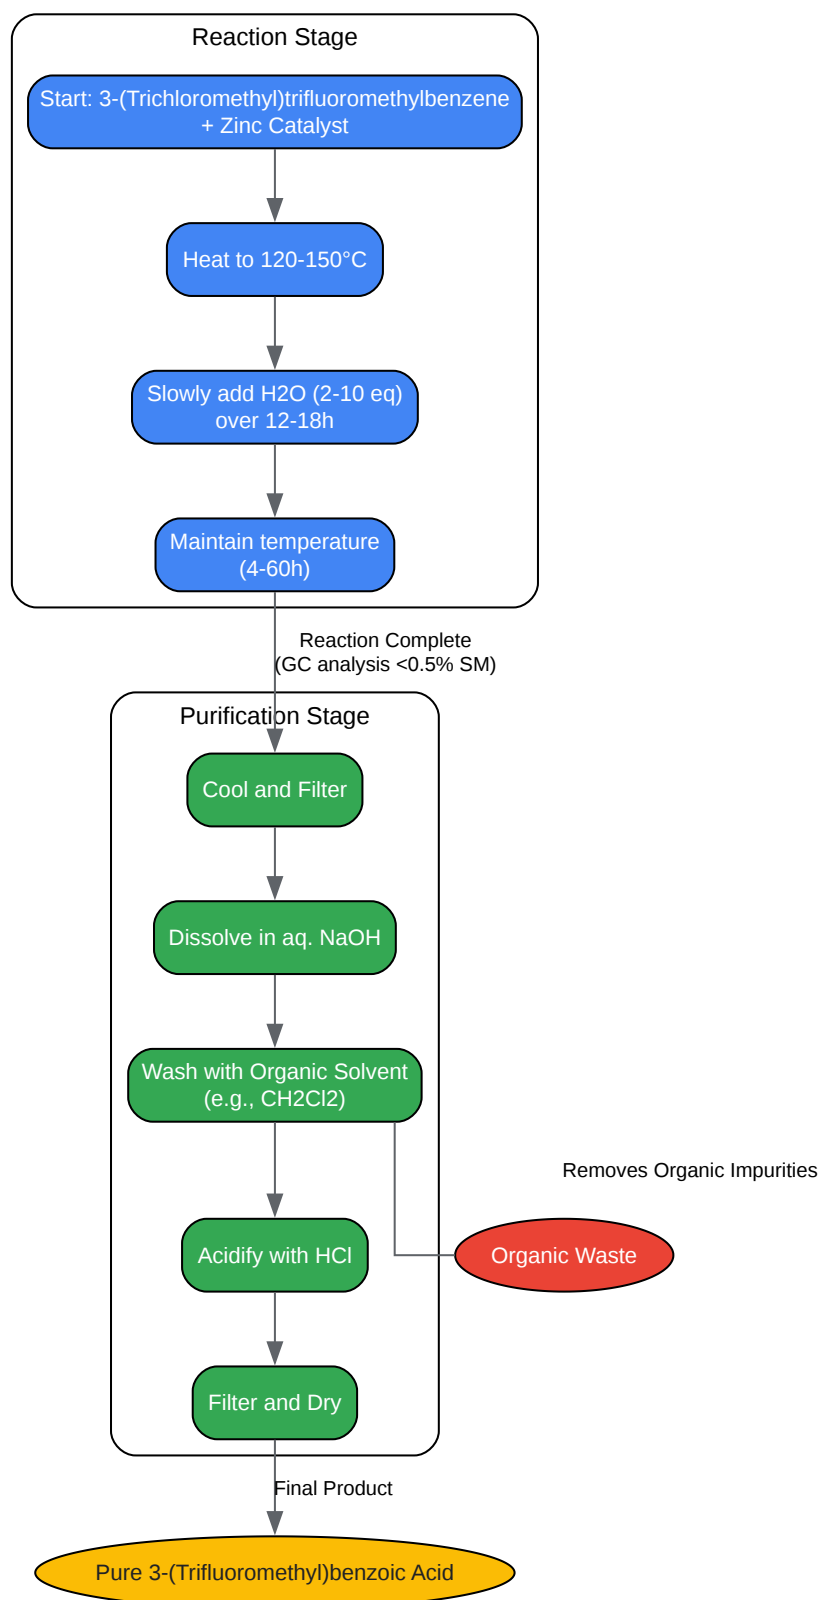 Reaction Stage
Start: 3-(Trichloromethyl)trifluoromethylbenzene
+ Zinc Catalyst
Heat to 120-150°C
Slowly add H2O (2-10 eq)
over 12-18h
Maintain temperature
(4-60h)
Reaction Complete
(GC analysis <0.5% SM)
Purification Stage
Cool and Filter
Dissolve in aq. NaOH
Wash with Organic Solvent
(e.g., CH2Cl2)
Removes Organic Impurities
Acidify with HCl
Organic Waste
Filter and Dry
Final Product
Pure 3-(Trifluoromethyl)benzoic Acid